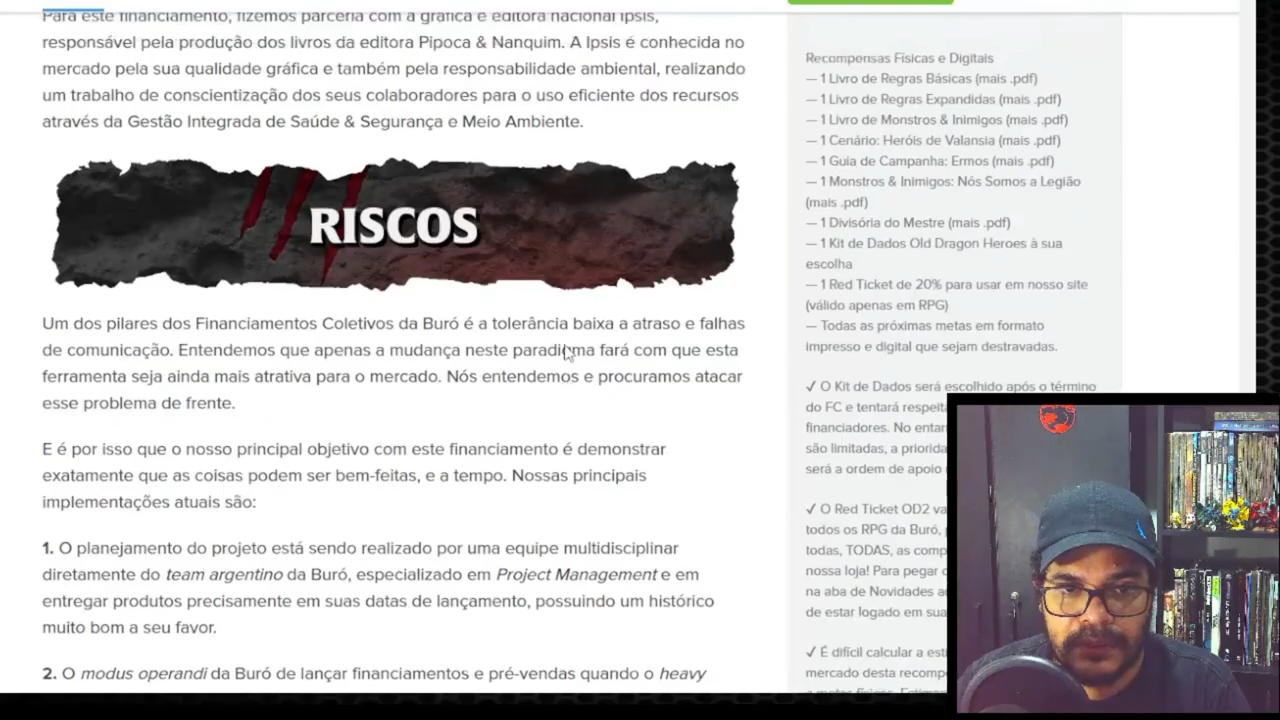 Para este financiamento, fizemos parceria com a gráfica e editora nacional Ipsis,
responsável pela produção dos livros da editora Pipoca & Nanquim. A Ipsis é conhecida no
mercado pela sua qualidade gráfica e também pela responsabilidade ambiental, realizando
um trabalho de conscientização dos seus colaboradores para o uso eficiente dos recursos
através da Gestão Integrada de Saúde & Segurança e Meio Ambiente.
RISCOS
Um dos pilares dos Financiamentos Coletivos da Buró é a tolerância baixa a atraso e falhas
de comunicação. Entendemos que apenas a mudança neste paradigma fará com que esta
ferramenta seja ainda mais atrativa para o mercado. Nós entendemos e procuramos atacar
esse problema de frente.
E é por isso que o nosso principal objetivo com este financiamento é demonstrar
exatamente que as coisas podem ser bem-feitas, e a tempo. Nossas principais
implementações atuais são:
1. O planejamento do projeto está sendo realizado por uma equipe multidisciplinar
diretamente do team argentino da Buró, especializado em Project Management e em
entregar produtos precisamente em suas datas de lançamento, possuindo um histórico
muito bom a seu favor.
2. O modus operandi da Buró de lançar financiamentos e pré-vendas quando o heavy
Recompensas Físicas e Digitais
— 1 Livro de Regras Básicas (mais .pdf)
— 1 Livro de Regras Expandidas (mais .pdf)
— 1 Livro de Monstros & Inimigos (mais .pdf)
— 1 Cenário: Heróis de Valansia (mais .pdf)
— 1 Guia de Campanha: Ermos (mais .pdf)
— 1 Monstros & Inimigos: Nós Somos a Legião
(mais .pdf)
— 1 Divisória do Mestre (mais .pdf)
— 1 Kit de Dados Old Dragon Heroes à sua
escolha
— 1 Red Ticket de 20% para usar em nosso site
(válido apenas em RPG)
— Todas as próximas metas em formato
impresso e digital que sejam destravadas.
✓ O Kit de Dados será escolhido após o término
do FC e tentará respeit
financiadores. No entan
são limitadas, a priorida
será a ordem de apoio
✓ O Red Ticket OD2 va
todos os RPG da Buró,
todas, TODAS, as comp
nossa loja! Para pegar
na aba de Novidades
de estar logado em sua
✓ É difícil calcular a esti
mercado desta recomp